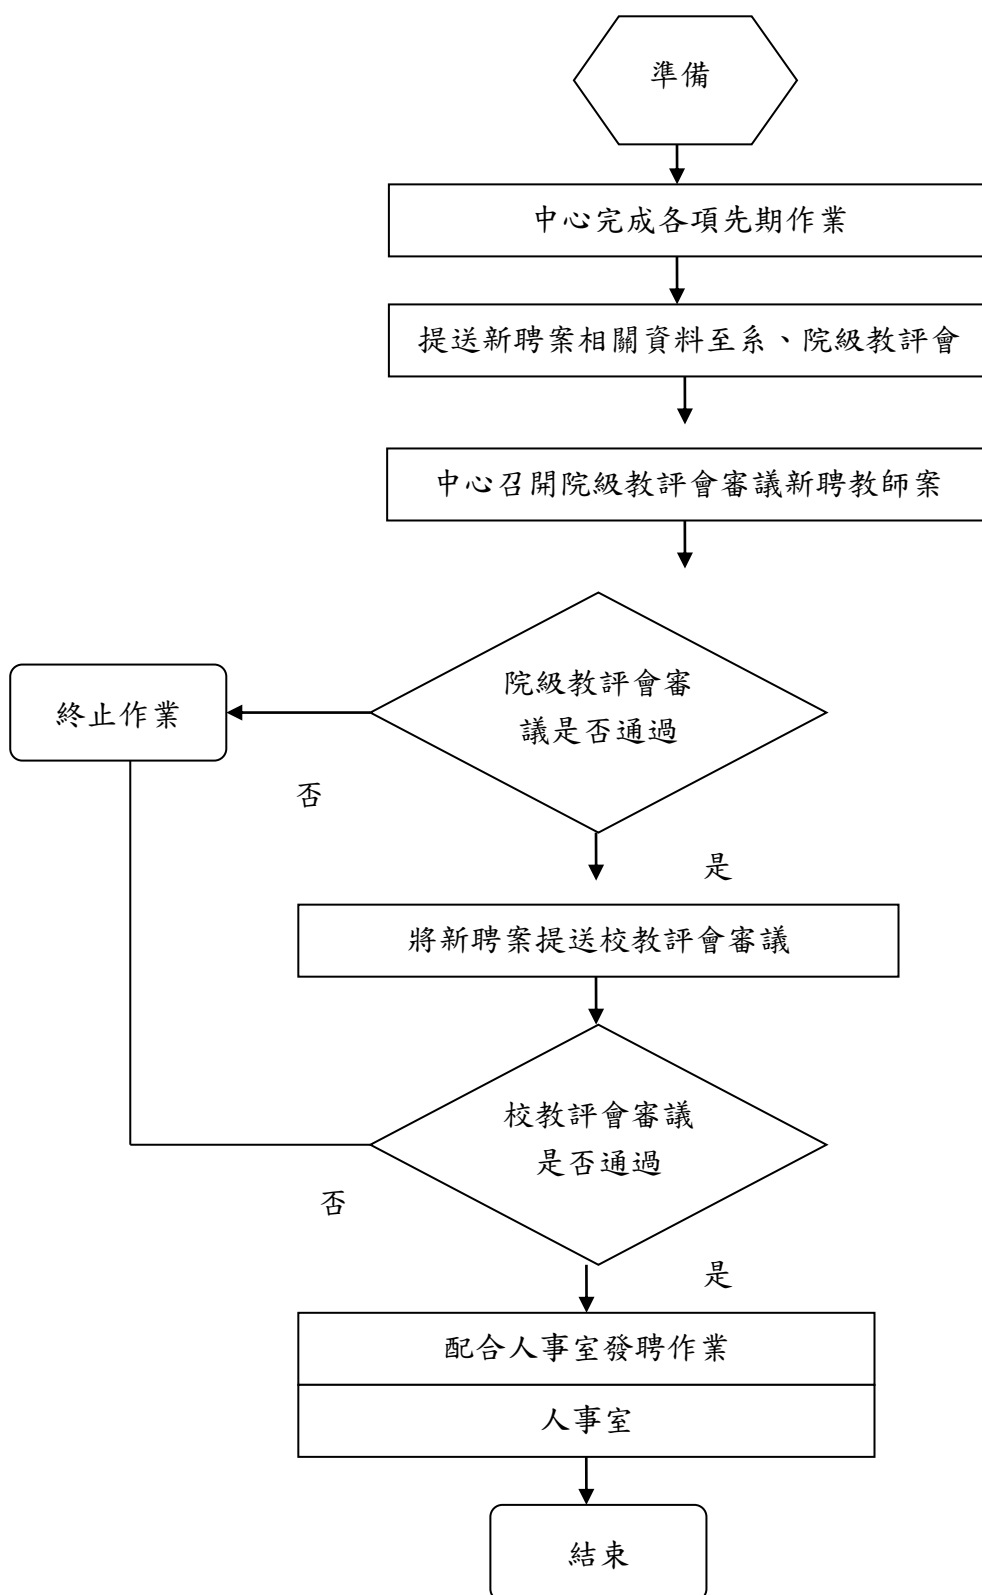 準備
中心完成各項先期作業
提送新聘案相關資料至系、院級教評會
中心召開院級教評會審議新聘教師案
院級教評會審
議是否通過
終止作業
否
是
將新聘案提送校教評會審議
校教評會審議
是否通過
否
是
配合人事室發聘作業
人事室
結束